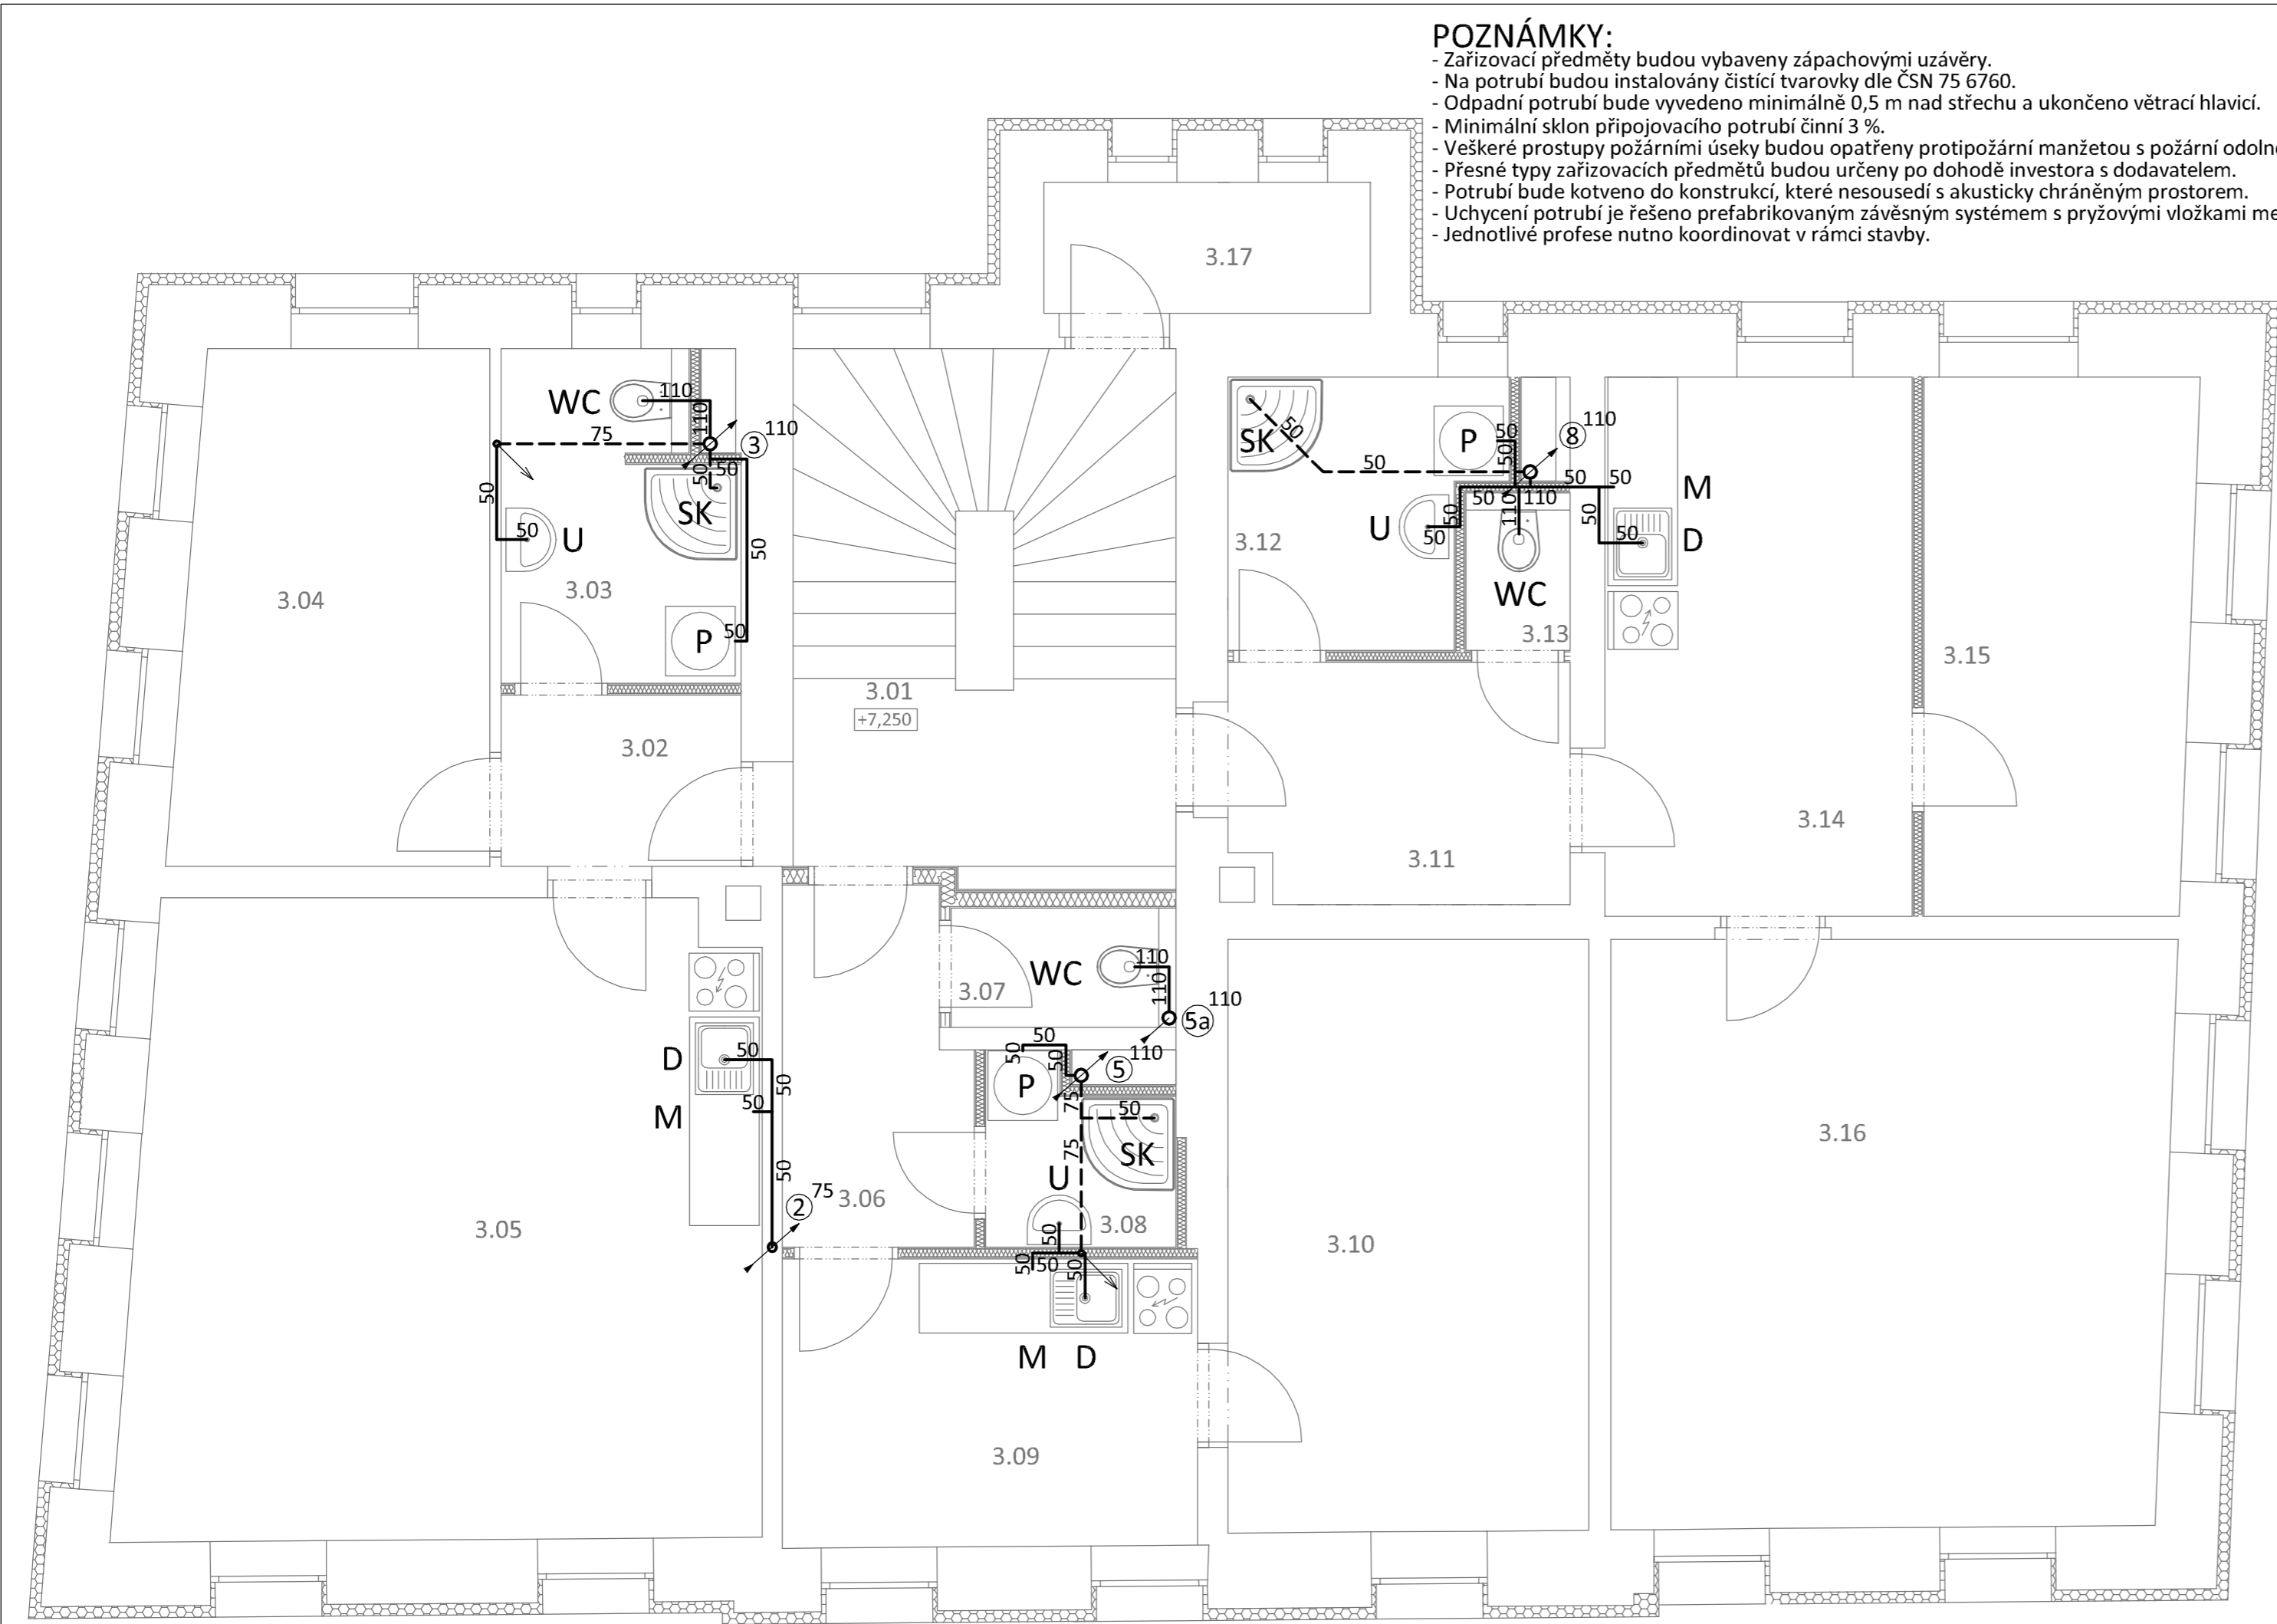 POZNÁMKY:
- Zařizovací předměty budou vybaveny zápachovými uzávěry.
- Na potrubí budou instalovány čistící tvarovky dle ČSN 75 6760.
- Odpadní potrubí bude vyvedeno minimálně 0,5 m nad střechu a ukončeno větrací hlavicí.
- Minimální sklon připojovacího potrubí činní 3 %.
- Veškeré prostupy požárními úseky budou opatřeny protipožární manžetou s požární
- Přesné typy zařizovacích předmětů budou určeny po dohodě investora s dodavatelem.
- Potrubí bude kotveno do konstrukcí, které nesousedí s akusticky chráněným prostorem.
- Uchycení potrubí je řešeno prefabrikovaným závěsným systémem s pryžovými vložkami
- Jednotlivé profese nutno koordinovat v rámci stavby.
3.17
WC
110
110
75
3
110
50
50
SK
50
50
U
50
3.03
P
50
3.04
3.02
3.01
+7,250
SK
50
50
P
50
50
8
110
50
50
50
110
110
50
50
U
50
50
M
D
3.12
WC
3.13
3.15
3.14
3.11
WC
110
110
3.07
5a
110
50
50
50
5
110
P
75
50
75
SK
U
3.08
50
50
50
50
M
D
3.09
D
50
50
M
50
50
2
75
3.06
3.05
3.10
3.16